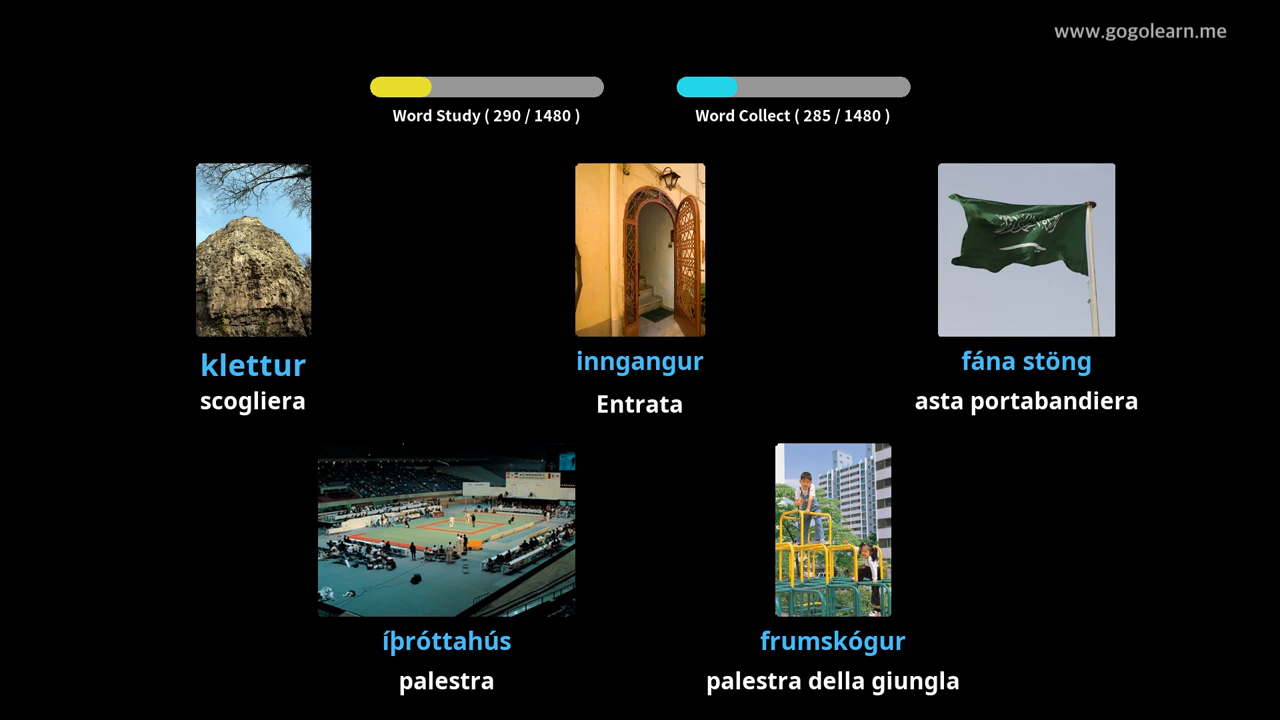 www.gogolearn.me
Word Study ( 290 / 1480 )
Word Collect ( 285 / 1480 )
klettur
scogliera
inngangur
Entrata
fána stöng
asta portabandiera
íþróttahús
palestra
frumskógur
palestra della giungla